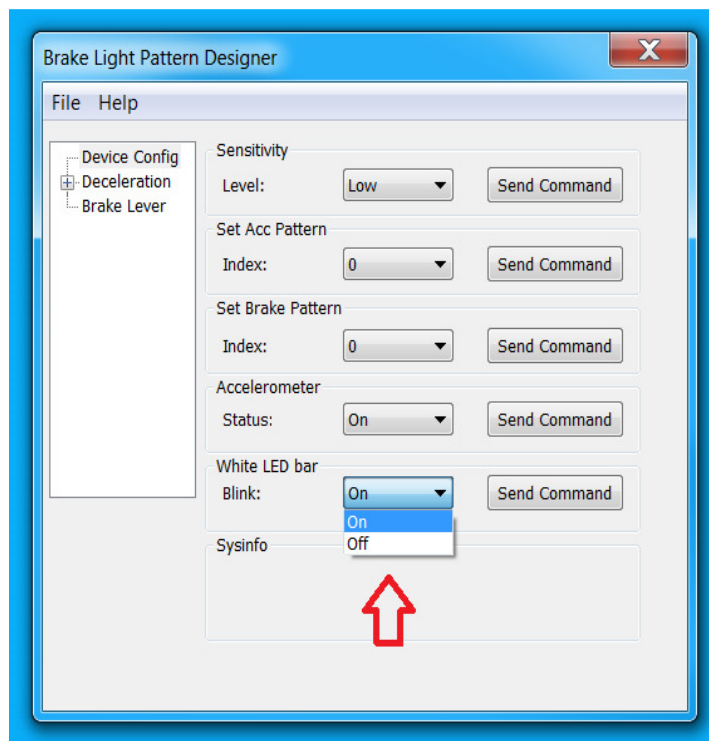 Brake Light Pattern Designer
File Help
Device Config
Deceleration
Brake Lever
Sensitivity
Level: Low Send Command
Set Acc Pattern
Index: 0 Send Command
Set Brake Pattern
Index: 0 Send Command
Accelerometer
Status: On Send Command
White LED bar
Blink: On Send Command
On
Off
Sysinfo